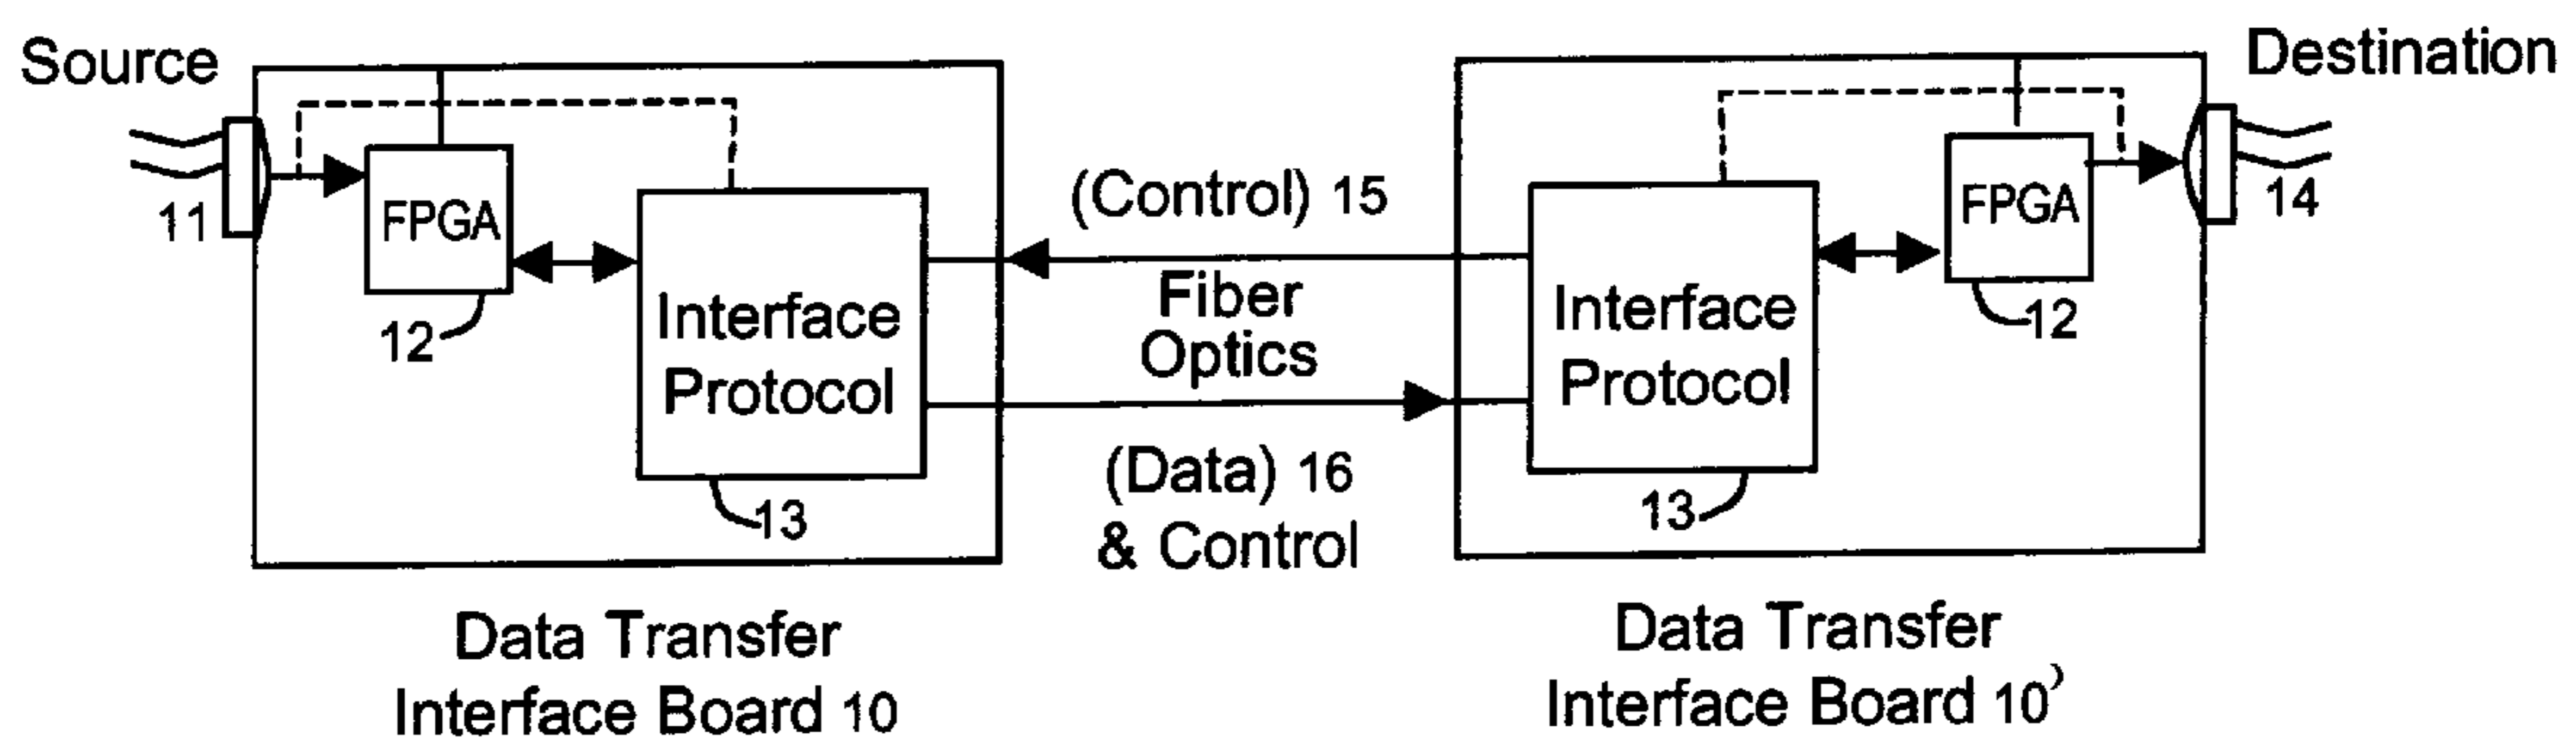 Source
11
FPGA
12
Interface
Protocol
13
Data Transfer
Interface Board 10
(Control) 15
Fiber
Optics
(Data) 16
& Control
Destination
14
FPGA
12
Interface
Protocol
13
Data Transfer
Interface Board 10'